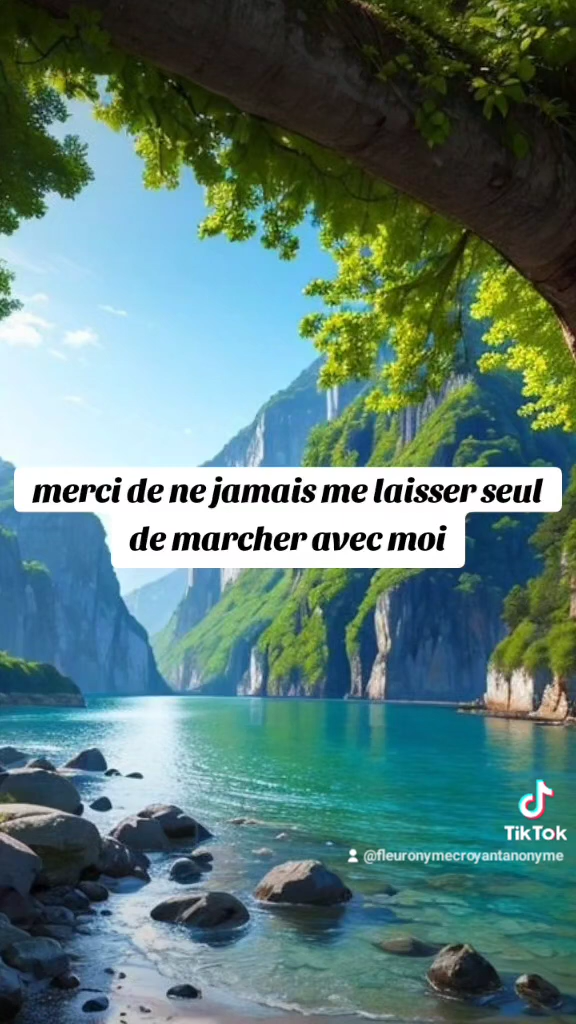 merci de ne jamais me laisser seul
de marcher avec moi
TikTok
@fleuronymecroyantanonyme